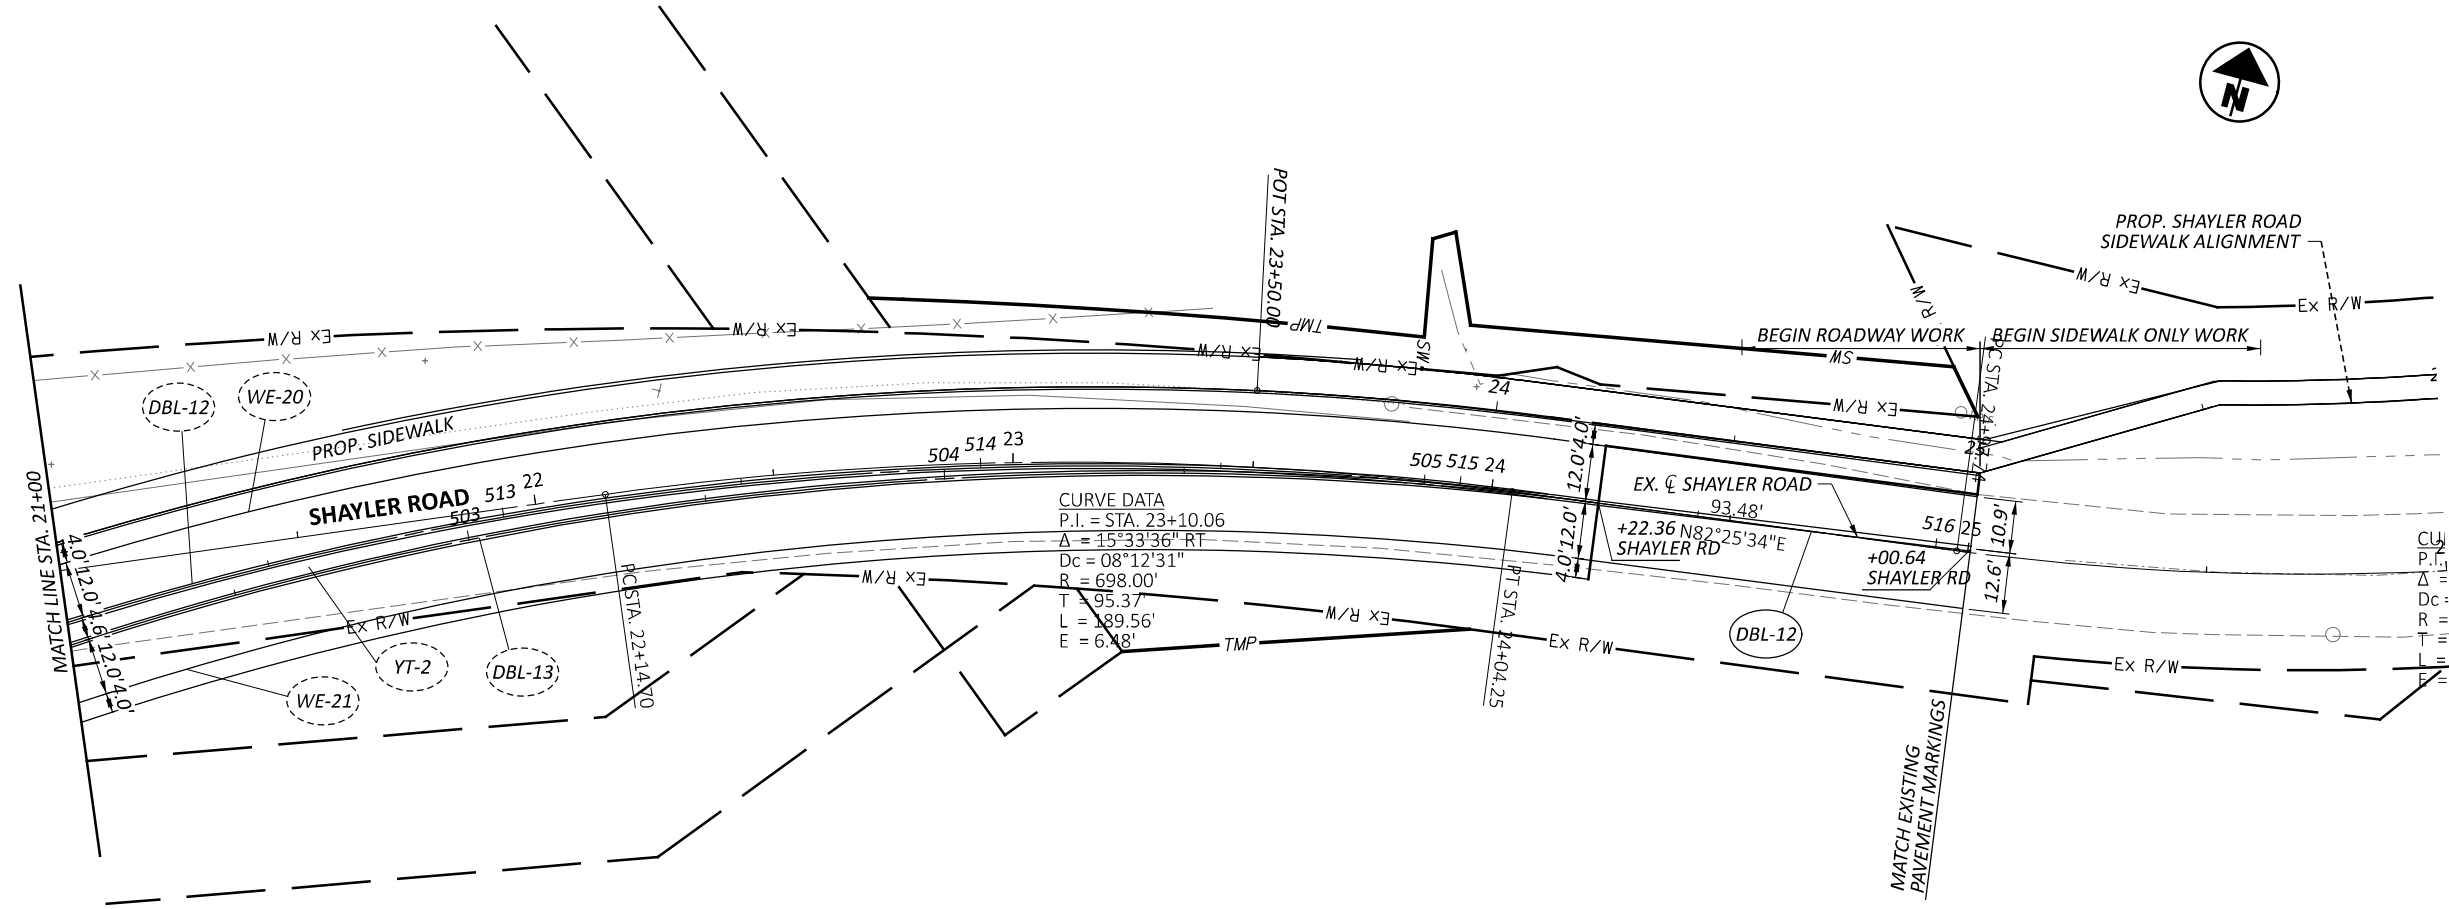 N
PROP. SHAYLER ROAD
SIDEWALK ALIGNMENT
POT STA. 23+50.00
Ex R/W
Ex R/W
Ex R/W
R/W
Ex R/W
Ex R/W
TMP
Ex R/W
Ex R/W
SW
SW
BEGIN ROADWAY WORK
BEGIN SIDEWALK ONLY WORK
Ex R/W
24
25
DBL-12
WE-20
PROP. SIDEWALK
SHAYLER ROAD
503
513
22
504
514
23
505
515
24
516
25
MATCH LINE STA. 21+00
4.0'
12.0'
4.6'
12.0'
4.0'
Ex R/W
YT-2
DBL-13
WE-21
PC STA. 22+14.70
CURVE DATA
P.I. = STA. 23+10.06
Δ = 15°33'36" RT
Dc = 08°12'31"
R = 698.00'
T = 95.37'
L = 189.56'
E = 6.48'
Ex R/W
TMP
Ex R/W
Ex R/W
PT STA. 24+04.25
4.0'
12.0'
12.0'
4.0'
EX. ℄ SHAYLER ROAD
93.48'
N82°25'34"E
+22.36
SHAYLER RD
+00.64
SHAYLER RD
DBL-12
10.9'
12.6'
MATCH EXISTING
PAVEMENT MARKINGS
Ex R/W
Δ =
Dc =
R =
T =
L =
E =